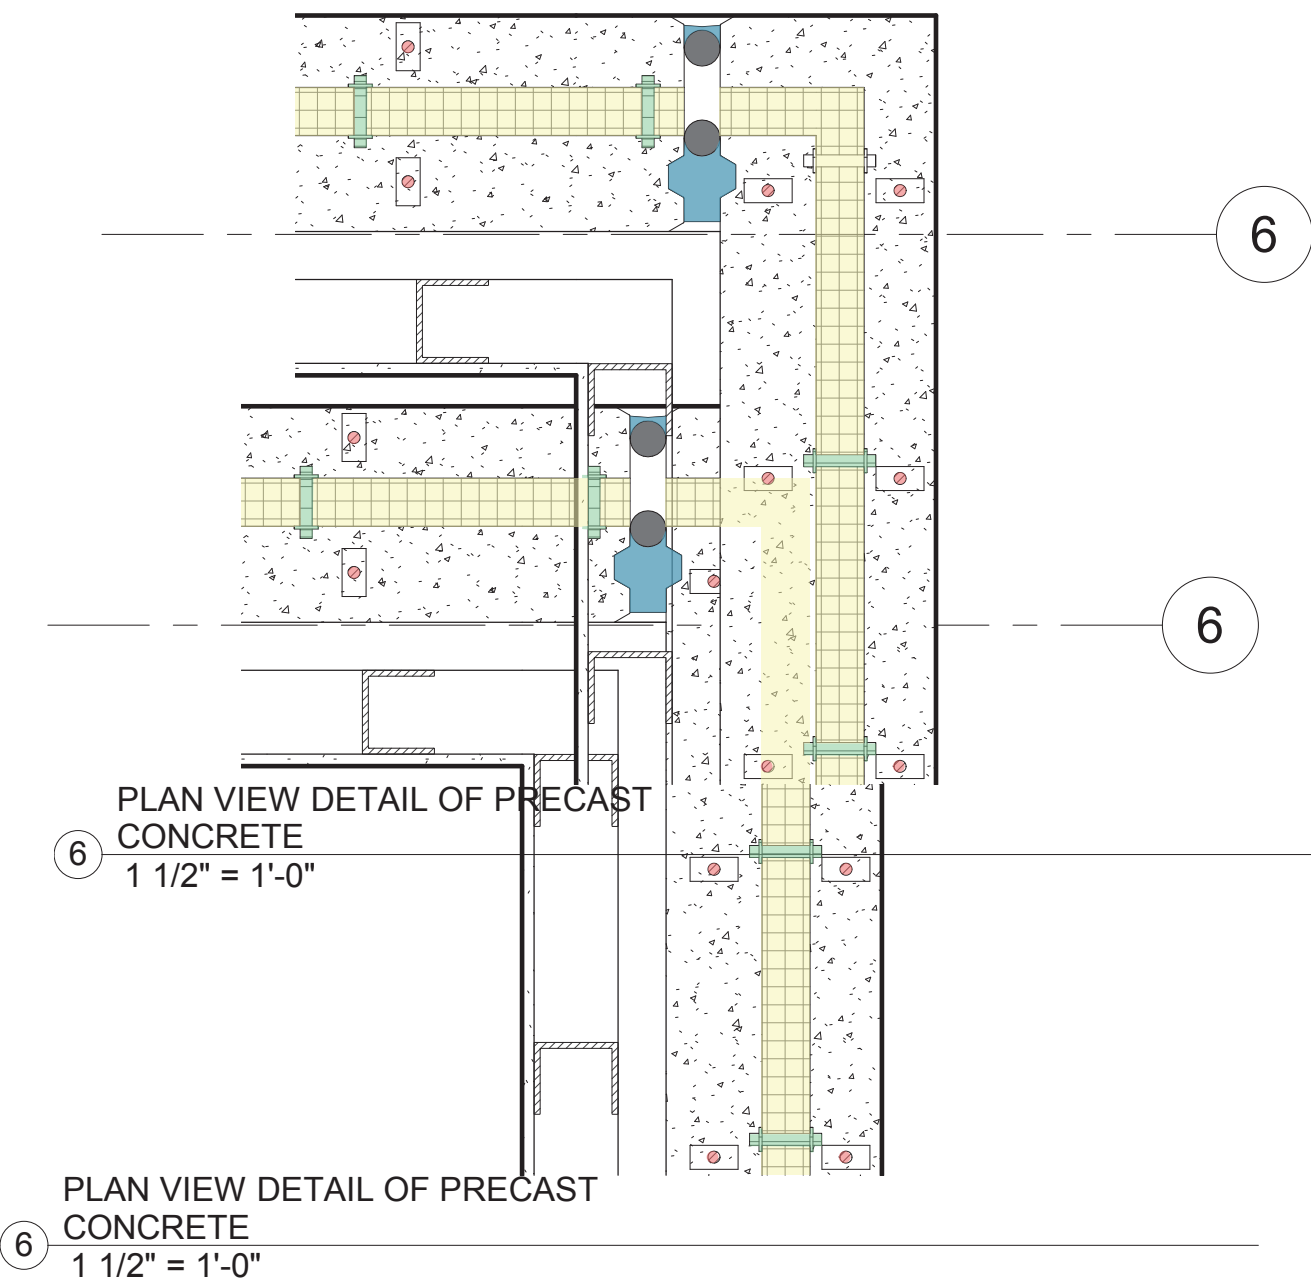 6
6
PLAN VIEW DETAIL OF PRECAST
CONCRETE
6
1 1/2" = 1'-0"
PLAN VIEW DETAIL OF PRECAST
CONCRETE
6
1 1/2" = 1'-0"